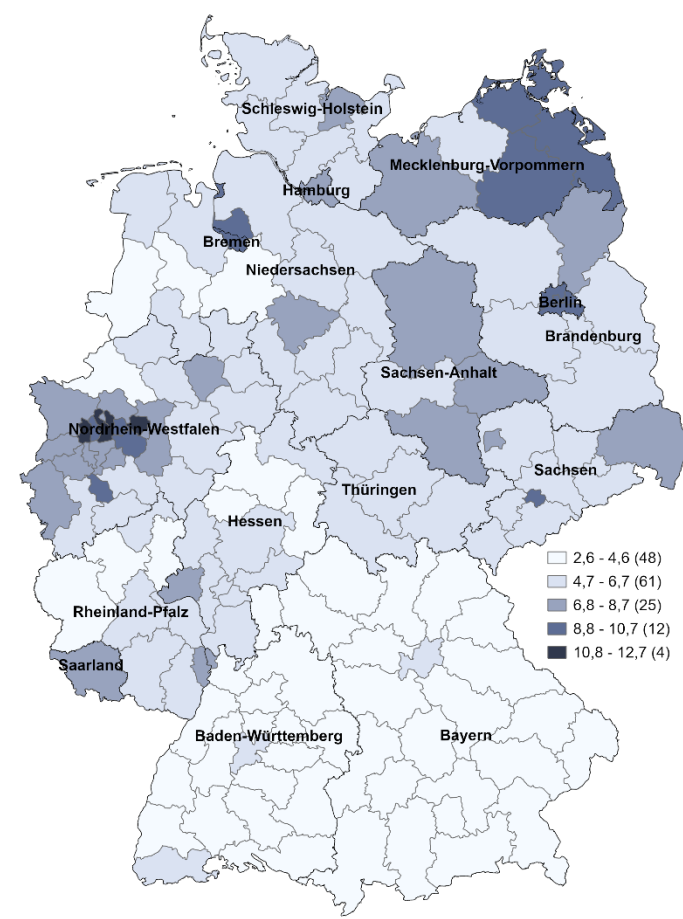 Schleswig-Holstein
Mecklenburg-Vorpommern
Hamburg
Bremen
Niedersachsen
Berlin
Brandenburg
Sachsen-Anhalt
Nordrhein-Westfalen
Sachsen
Thüringen
Hessen
2,6 - 4,6 (48)
4,7 - 6,7 (61)
6,8 - 8,7 (25)
8,8 - 10,7 (12)
10,8 - 12,7 (4)
Rheinland-Pfalz
Saarland
Baden-Württemberg
Bayern